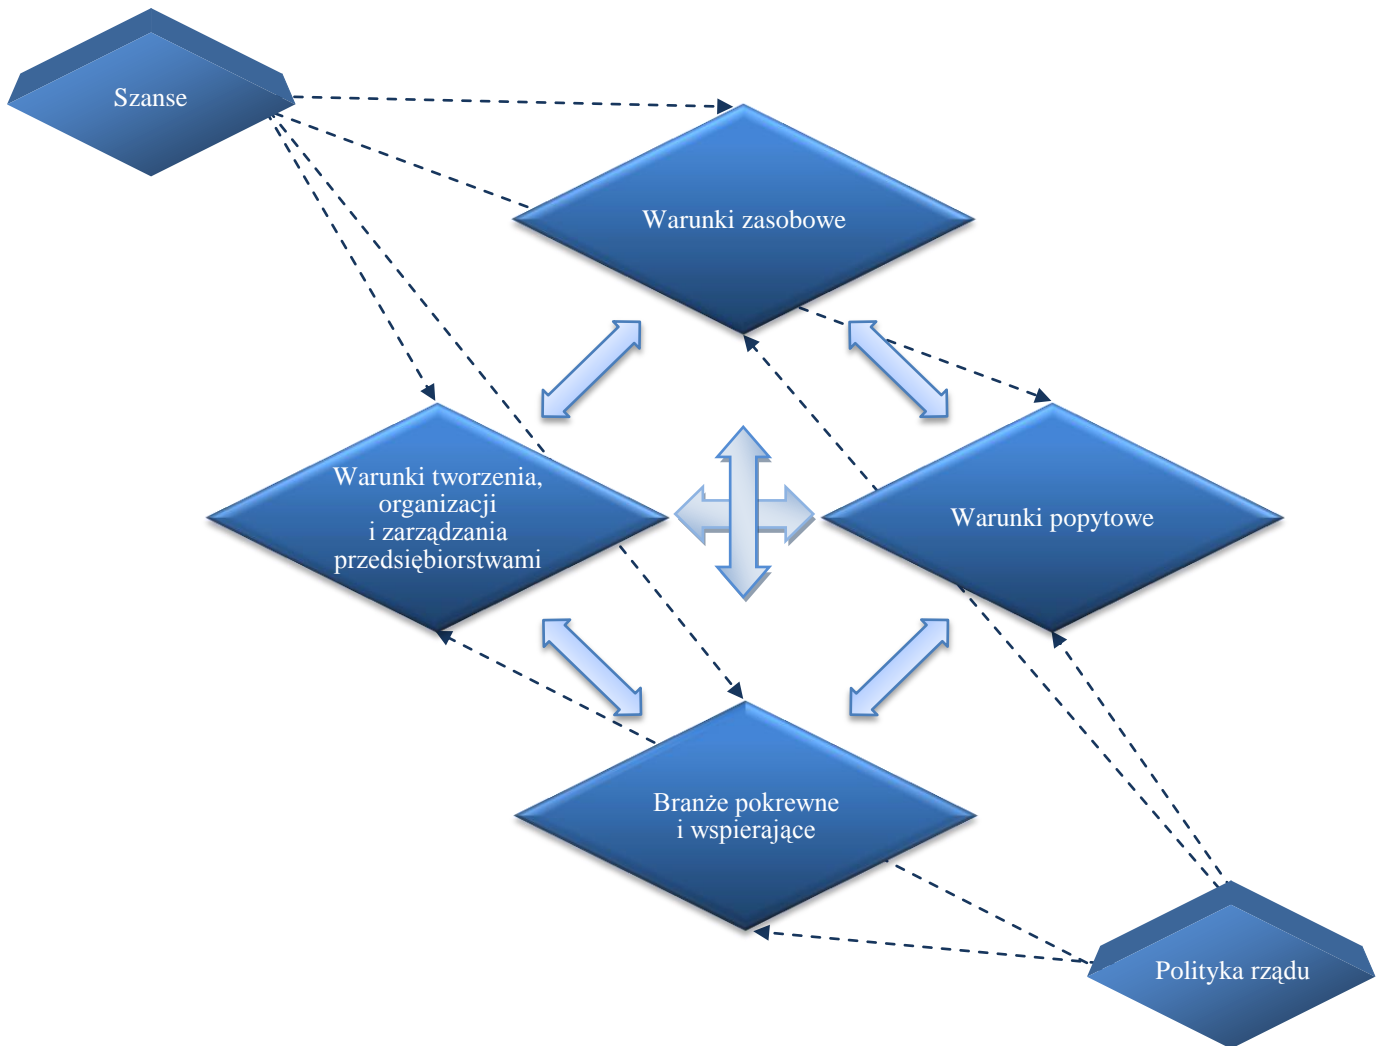 Szanse
Warunki zasobowe
Warunki tworzenia,
organizacji
i zarządzania
przedsiębiorstwami
Warunki popytowe
Branże pokrewne
i wspierające
Polityka rządu